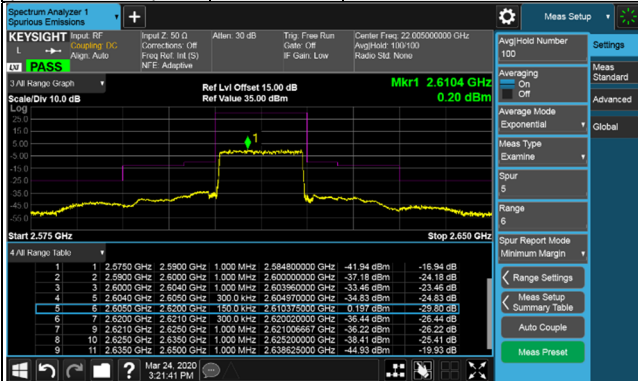 Spectrum Analyzer 1
Spurious Emissions
Meas Setup
KEYSIGHT Input: RF Input Z: 50 Ω Atten: 30 dB Trig: Free Run Center Freq: 22.005000000 GHz
Coupling: DC Corrections: Off Gate: Off Avg|Hold: 100/100
L Align: Auto Freq Ref: Int (S) IF Gain: Low Radio Std: None
NFE: Adaptive
LXI PASS
3 All Range Graph
Ref Lvl Offset 15.00 dB
Mkr1 2.6104 GHz
Scale/Div 10.0 dB
Ref Value 35.00 dBm
0.20 dBm
Log
25.0
15.0
5.00
-5.00
-15.0
-25.0
-35.0
-45.0
-55.0
1
Start 2.575 GHz
Stop 2.650 GHz
4 All Range Table
1 1 2.5750 GHz 2.5900 GHz 1.000 MHz 2.584800000 GHz -41.94 dBm -16.94 dB
2 2 2.5900 GHz 2.6000 GHz 1.000 MHz 2.600000000 GHz -37.18 dBm -24.18 dB
3 3 2.6000 GHz 2.6040 GHz 1.000 MHz 2.603960000 GHz -33.46 dBm -23.46 dB
4 5 2.6040 GHz 2.6050 GHz 300.0 kHz 2.604970000 GHz -34.83 dBm -24.83 dB
5 6 2.6050 GHz 2.6200 GHz 150.0 kHz 2.610375000 GHz 0.197 dBm -29.80 dB
6 7 2.6200 GHz 2.6210 GHz 300.0 kHz 2.620020000 GHz -36.44 dBm -26.44 dB
7 9 2.6210 GHz 2.6250 GHz 1.000 MHz 2.621006667 GHz -36.22 dBm -26.22 dB
8 10 2.6250 GHz 2.6350 GHz 1.000 MHz 2.625200000 GHz -38.41 dBm -25.41 dB
9 11 2.6350 GHz 2.6500 GHz 1.000 MHz 2.638625000 GHz -44.93 dBm -19.93 dB
Mar 24, 2020
3:21:41 PM
Avg|Hold Number
100
Averaging
On
Off
Average Mode
Exponential
Meas Type
Examine
Spur
5
Range
6
Spur Report Mode
Minimum Margin
Range Settings
Meas Setup
Summary Table
Auto Couple
Meas Preset
Settings
Meas
Standard
Advanced
Global